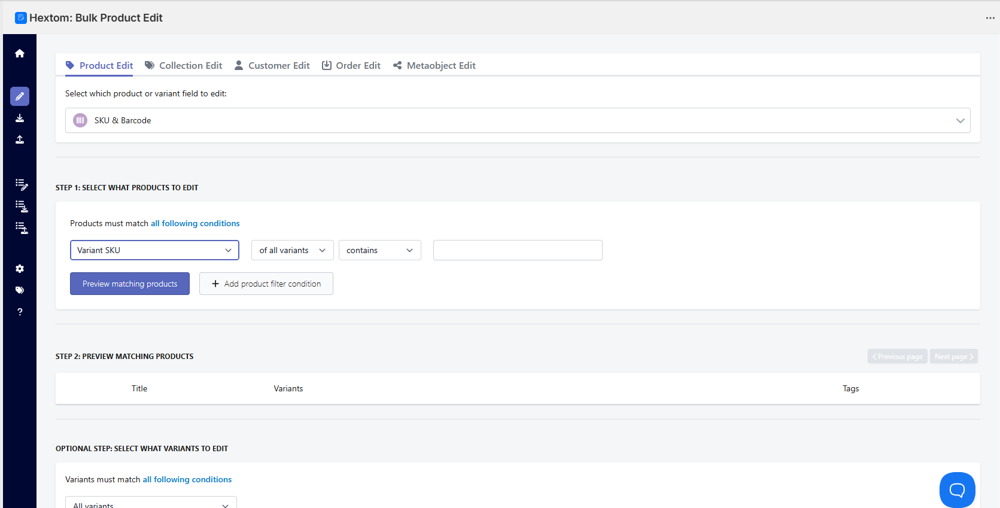 Hextom: Bulk Product Edit
Product Edit
Collection Edit
Customer Edit
Order Edit
Metaobject Edit
Select which product or variant field to edit:
SKU & Barcode
STEP 1: SELECT WHAT PRODUCTS TO EDIT
Products must match all following conditions
Variant SKU
of all variants
contains
Preview matching products
Add product filter condition
STEP 2: PREVIEW MATCHING PRODUCTS
Previous page
Next page
Title
Variants
Tags
OPTIONAL STEP: SELECT WHAT VARIANTS TO EDIT
Variants must match all following conditions
All variants